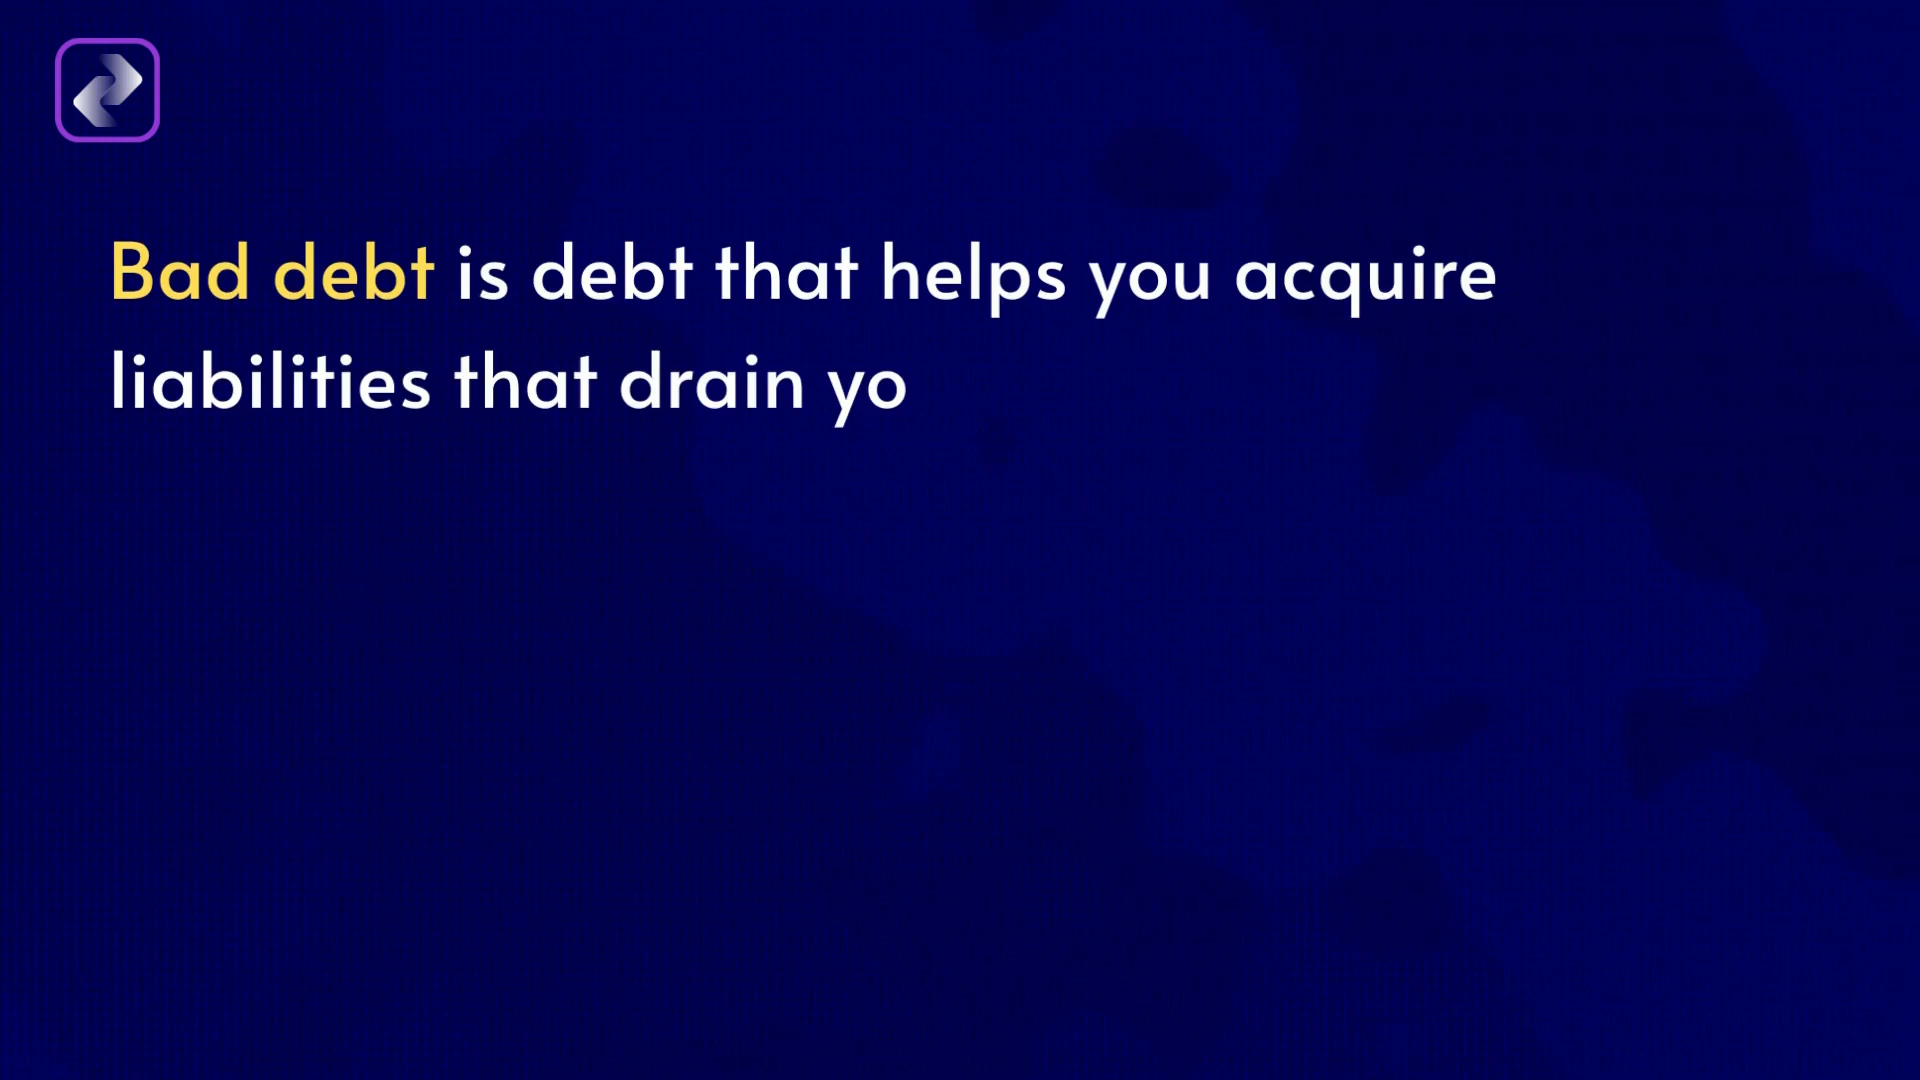 Bad debt is debt that helps you acquire
liabilities that drain yo